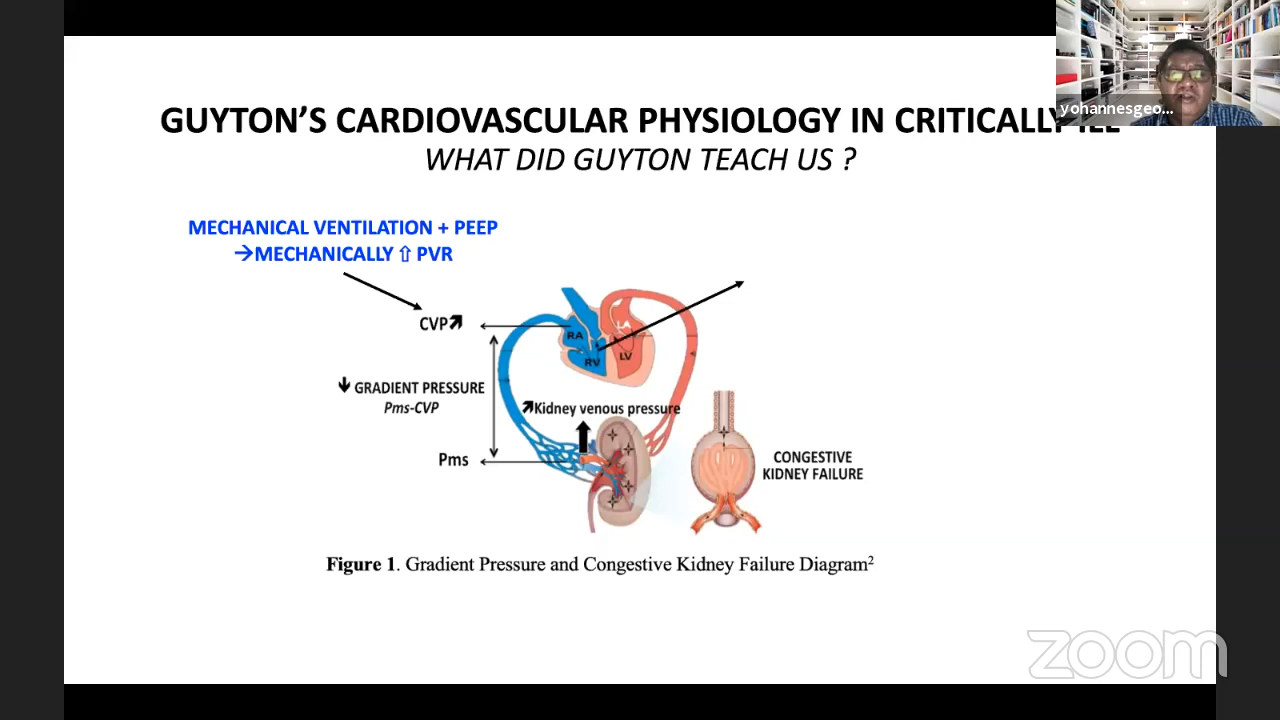 GUYTON'S CARDIOVASCULAR PHYSIOLOGY IN CRITICALLY ILL
WHAT DID GUYTON TEACH US ?
yohannesgeo...
MECHANICAL VENTILATION + PEEP
→MECHANICALLY ⇧ PVR
CVP↗
RA
LA
RV
LV
↓ GRADIENT PRESSURE
Pms-CVP
↗Kidney venous pressure
Pms
CONGESTIVE
KIDNEY FAILURE
Figure 1. Gradient Pressure and Congestive Kidney Failure Diagram²
zoom